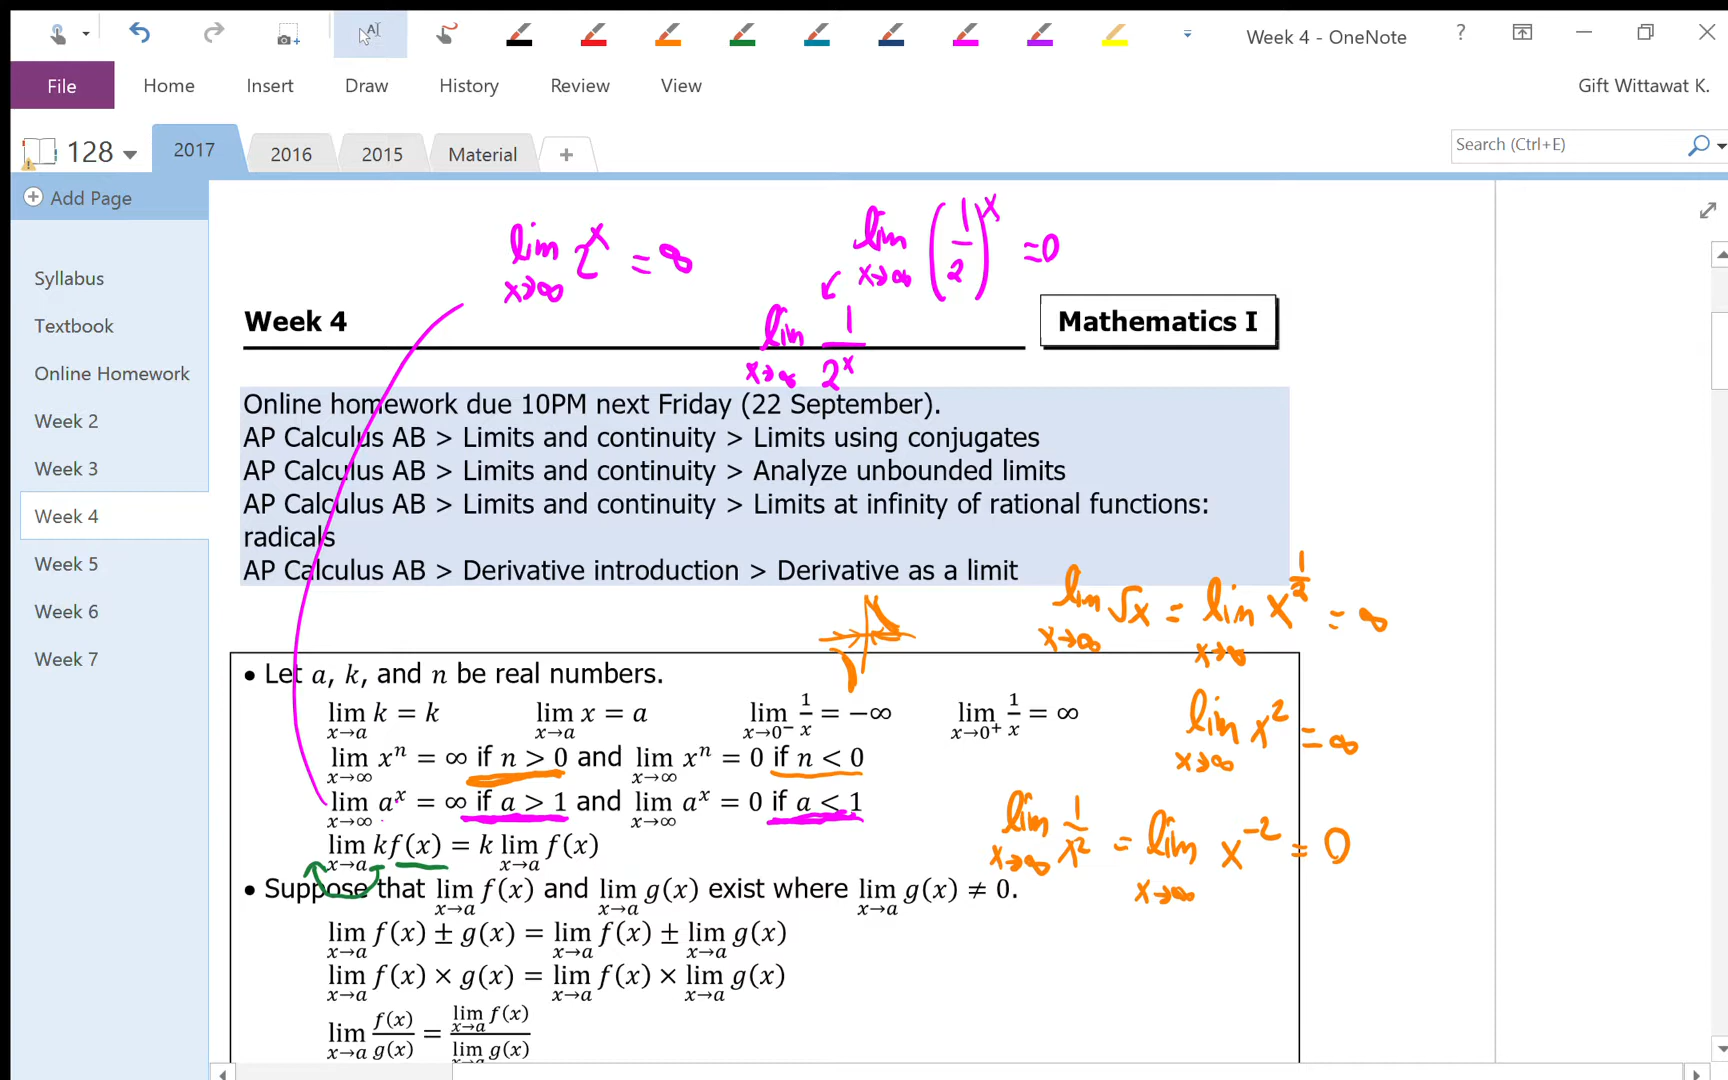 Week 4 - OneNote
?
File Home Insert Draw History Review View
Gift Wittawat K.
128 2017 2016 2015 Material +
Search (Ctrl+E)
Add Page
Syllabus
Textbook
Online Homework
Week 2
Week 3
Week 4
Week 5
Week 6
Week 7
lim x→∞ 2^x = ∞
lim x→∞ (1/2)^x = 0
lim x→∞ 1/2^x
Week 4
Mathematics I
Online homework due 10PM next Friday (22 September).
AP Calculus AB > Limits and continuity > Limits using conjugates
AP Calculus AB > Limits and continuity > Analyze unbounded limits
AP Calculus AB > Limits and continuity > Limits at infinity of rational functions:
radicals
AP Calculus AB > Derivative introduction > Derivative as a limit
lim x→∞ √x = lim x→∞ x^(1/2) = ∞
• Let a, k, and n be real numbers.
lim x→a k = k lim x→a x = a lim x→0⁻ 1/x = −∞ lim x→0⁺ 1/x = ∞
lim x→∞ x² = ∞
lim x→∞ xⁿ = ∞ if n > 0 and lim x→∞ xⁿ = 0 if n < 0
lim x→∞ aˣ = ∞ if a > 1 and lim x→∞ aˣ = 0 if a < 1
lim x→∞ 1/x² = lim x→∞ x⁻² = 0
lim x→a kf(x) = k lim x→a f(x)
• Suppose that lim x→a f(x) and lim x→a g(x) exist where lim x→a g(x) ≠ 0.
lim x→a f(x) ± g(x) = lim x→a f(x) ± lim x→a g(x)
lim x→a f(x) × g(x) = lim x→a f(x) × lim x→a g(x)
lim x→a f(x)/g(x) = lim x→a f(x) / lim x→a g(x)